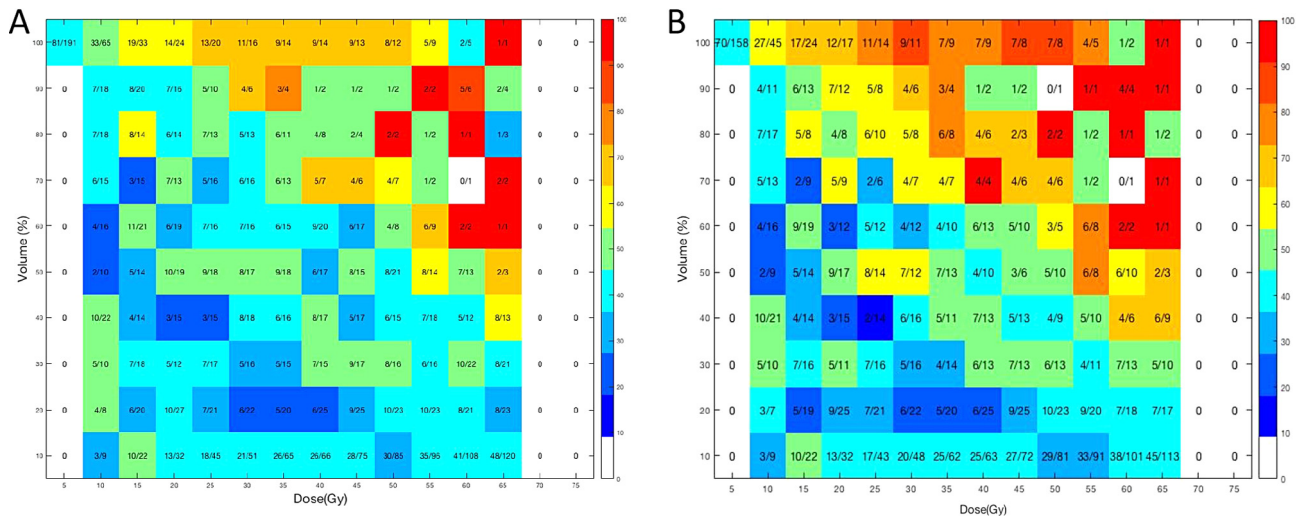 A
Volume (%)
100 81/191 33/65 19/33 14/24 13/20 11/16 9/14 9/14 9/13 8/12 5/9 2/5 1/1 0 0
90 0 7/18 8/20 7/16 5/10 4/6 3/4 1/2 1/2 1/2 2/2 5/6 2/4 0 0
80 0 7/18 8/14 6/14 7/13 5/13 6/11 4/8 2/4 2/2 1/2 1/1 1/3 0 0
70 0 6/15 3/15 7/13 5/16 6/16 6/13 5/7 4/6 4/7 1/2 0/1 2/2 0 0
60 0 4/16 11/21 6/19 7/16 7/16 6/15 9/20 6/17 4/8 6/9 2/2 1/1 0 0
50 0 2/10 5/14 10/19 9/18 8/17 9/18 6/17 8/15 8/21 8/14 7/13 2/3 0 0
40 0 10/22 4/14 3/15 3/15 8/18 6/16 8/17 5/17 6/15 7/18 5/12 8/13 0 0
30 0 5/10 7/18 5/12 7/17 5/16 5/15 7/15 9/17 8/16 6/16 10/22 8/21 0 0
20 0 4/8 6/20 10/27 7/21 6/22 5/20 6/25 9/25 10/23 10/23 8/21 8/23 0 0
10 0 3/9 10/22 13/32 18/45 21/51 26/65 26/66 28/75 30/85 35/95 41/108 48/120 0 0
5 10 15 20 25 30 35 40 45 50 55 60 65 70 75
Dose(Gy)
100
90
80
70
60
50
40
30
20
10
0
B
Volume (%)
100 70/158 27/45 17/24 12/17 11/14 9/11 7/9 7/9 7/8 7/8 4/5 1/2 1/1 0 0
90 0 4/11 6/13 7/12 5/8 4/6 3/4 1/2 1/2 0/1 1/1 4/4 1/1 0 0
80 0 7/17 5/8 4/8 6/10 5/8 6/8 4/6 2/3 2/2 1/2 1/1 1/2 0 0
70 0 5/13 2/9 5/9 2/6 4/7 4/7 4/4 4/6 4/6 1/2 0/1 1/1 0 0
60 0 4/16 9/19 3/12 5/12 4/12 4/10 6/13 5/10 3/5 6/8 2/2 1/1 0 0
50 0 2/9 5/14 9/17 8/14 7/12 7/13 4/10 3/6 5/10 6/8 6/10 2/3 0 0
40 0 10/21 4/14 3/15 2/14 6/16 5/11 7/13 5/13 4/9 5/10 4/6 6/9 0 0
30 0 5/10 7/16 5/11 7/16 5/16 4/14 6/13 7/13 6/13 4/11 7/13 5/10 0 0
20 0 3/7 5/19 9/25 7/21 6/22 5/20 6/25 9/25 10/23 9/20 7/18 7/17 0 0
10 0 3/9 10/22 13/32 17/43 20/48 25/62 25/63 27/72 29/81 33/91 38/101 45/113 0 0
5 10 15 20 25 30 35 40 45 50 55 60 65 70 75
Dose(Gy)
100
90
80
70
60
50
40
30
20
10
0